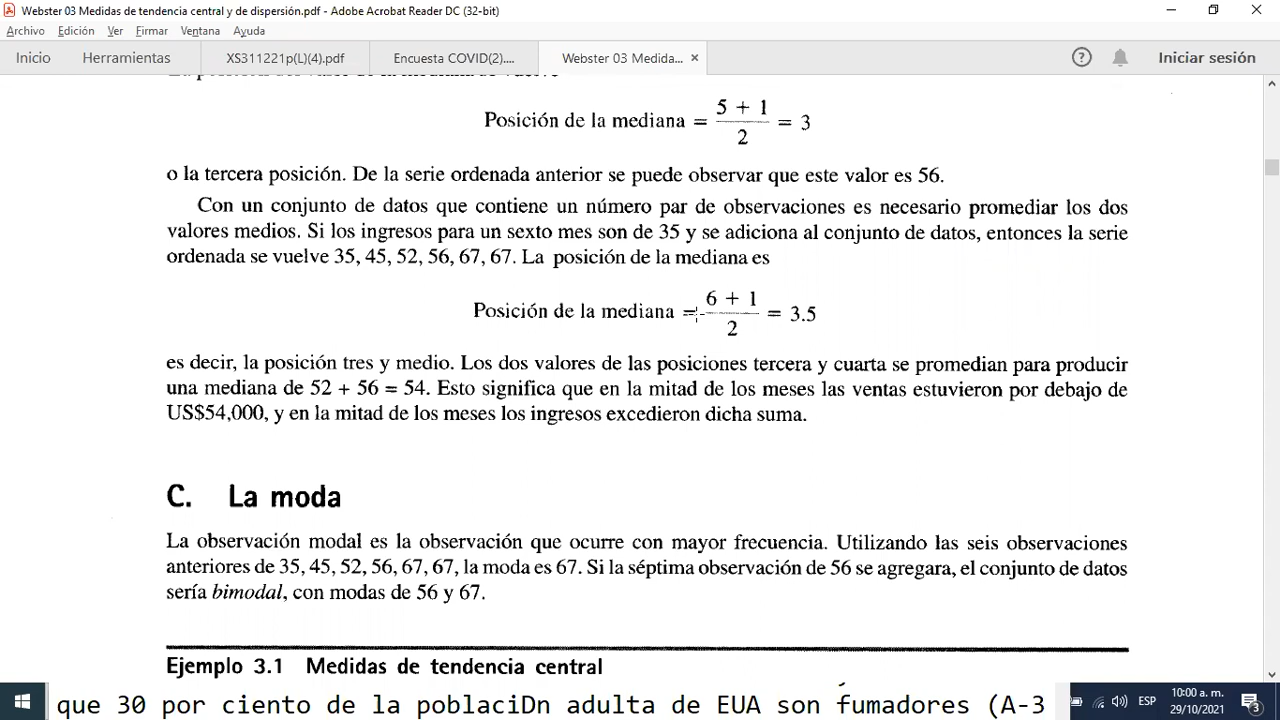 Webster 03 Medidas de tendencia central y de dispersión.pdf - Adobe Acrobat Reader DC (32-bit)
Archivo Edición Ver Firmar Ventana Ayuda
Inicio Herramientas XS311221p(L)(4).pdf Encuesta COVID(2).... Webster 03 Medida... × ? Iniciar sesión
Posición de la mediana = 5 + 1 / 2 = 3
o la tercera posición. De la serie ordenada anterior se puede observar que este valor es 56.
Con un conjunto de datos que contiene un número par de observaciones es necesario promediar los dos
valores medios. Si los ingresos para un sexto mes son de 35 y se adiciona al conjunto de datos, entonces la serie
ordenada se vuelve 35, 45, 52, 56, 67, 67. La posición de la mediana es
Posición de la mediana = 6 + 1 / 2 = 3.5
es decir, la posición tres y medio. Los dos valores de las posiciones tercera y cuarta se promedian para producir
una mediana de 52 + 56 = 54. Esto significa que en la mitad de los meses las ventas estuvieron por debajo de
US$54,000, y en la mitad de los meses los ingresos excedieron dicha suma.
C. La moda
La observación modal es la observación que ocurre con mayor frecuencia. Utilizando las seis observaciones
anteriores de 35, 45, 52, 56, 67, 67, la moda es 67. Si la séptima observación de 56 se agregara, el conjunto de datos
sería bimodal, con modas de 56 y 67.
Ejemplo 3.1 Medidas de tendencia central
que 30 por ciento de la poblaciDn adulta de EUA son fumadores (A-3
ESP
10:00 a. m.
29/10/2021
3